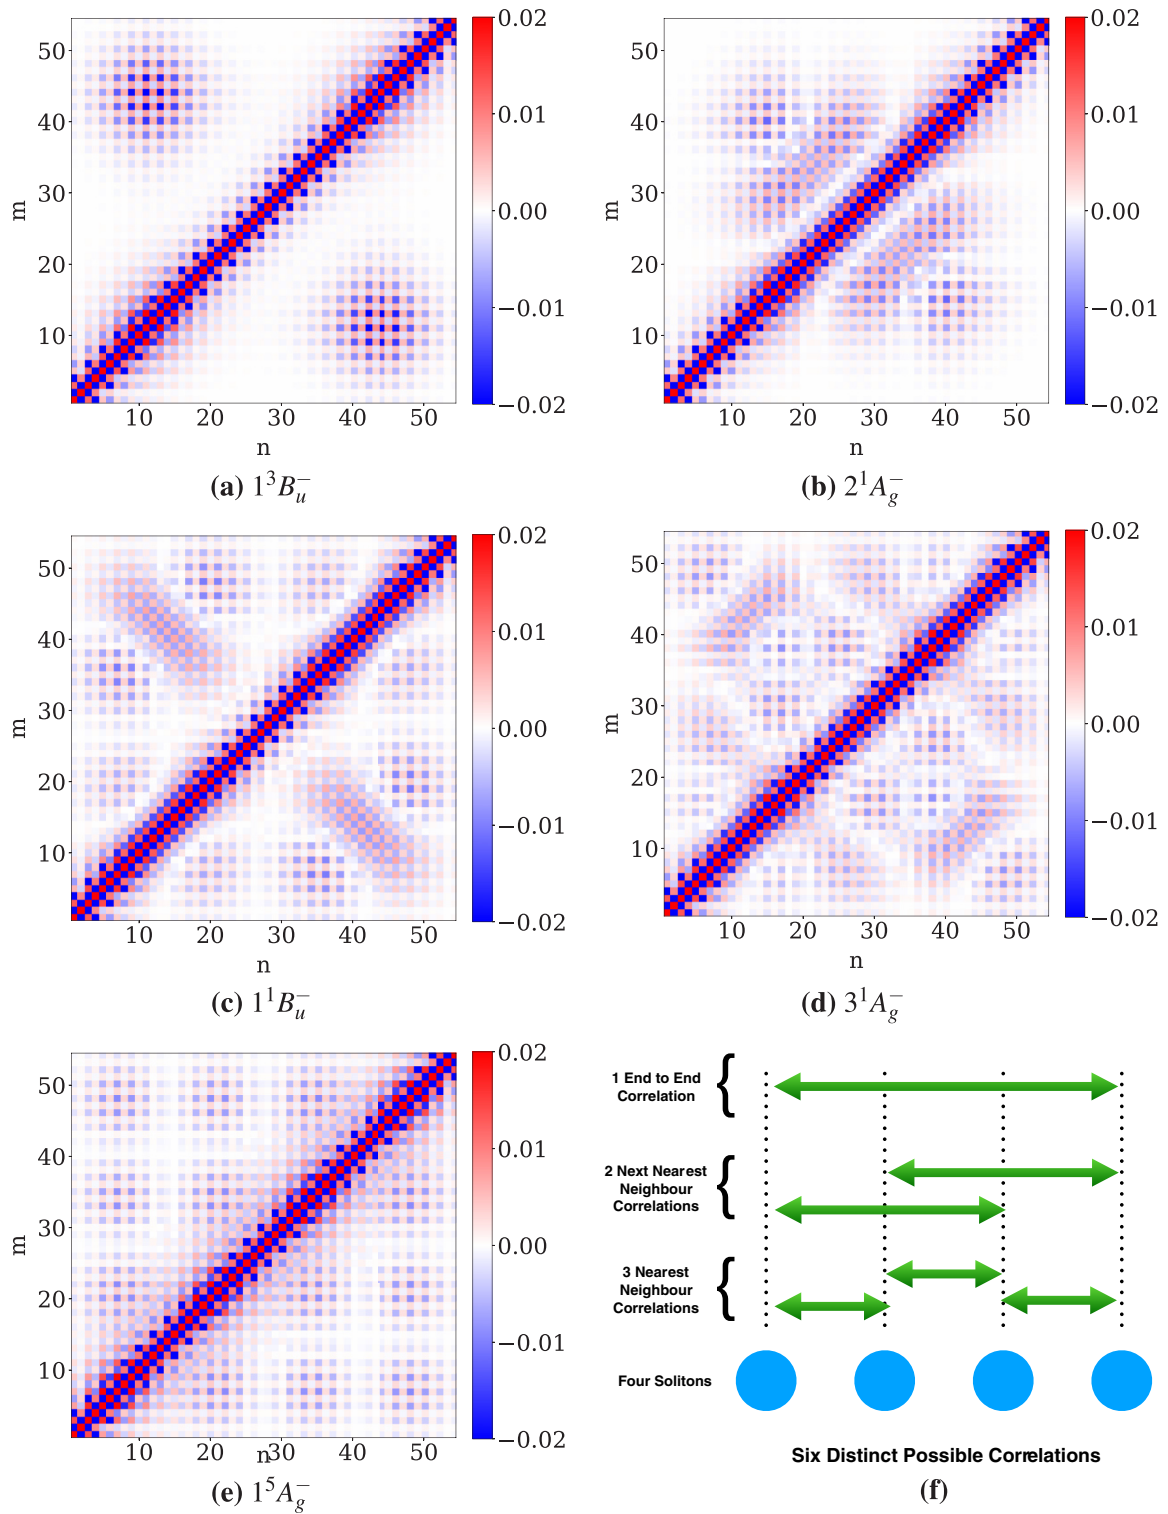 50
40
30
20
10
m
10 20 30 40 50
n
0.02
0.01
0.00
−0.01
−0.02
(a) 1³B⁻ᵤ
50
40
30
20
10
m
10 20 30 40 50
n
0.02
0.01
0.00
−0.01
−0.02
(b) 2¹A⁻g
50
40
30
20
10
m
10 20 30 40 50
n
0.02
0.01
0.00
−0.01
−0.02
(c) 1¹B⁻ᵤ
50
40
30
20
10
m
10 20 30 40 50
n
0.02
0.01
0.00
−0.01
−0.02
(d) 3¹A⁻g
50
40
30
20
10
m
10 20 30 40 50
n
0.02
0.01
0.00
−0.01
−0.02
(e) 1⁵A⁻g
1 End to End
Correlation
2 Next Nearest
Neighbour
Correlations
3 Nearest
Neighbour
Correlations
Four Solitons
Six Distinct Possible Correlations
(f)